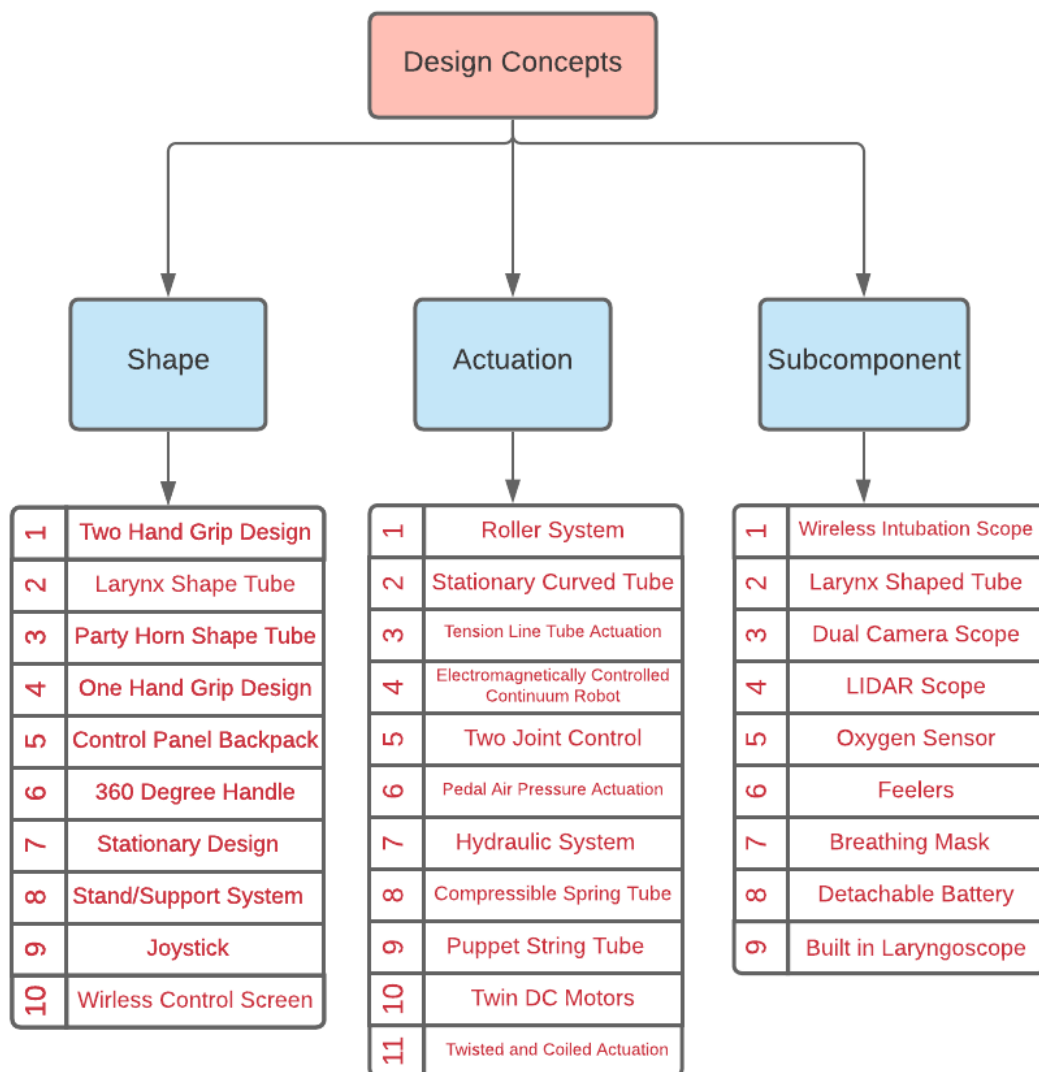 Design Concepts
Shape
Actuation
Subcomponent
1 Two Hand Grip Design
2 Larynx Shape Tube
3 Party Horn Shape Tube
4 One Hand Grip Design
5 Control Panel Backpack
6 360 Degree Handle
7 Stationary Design
8 Stand/Support System
9 Joystick
10 Wirless Control Screen
1 Roller System
2 Stationary Curved Tube
3 Tension Line Tube Actuation
4 Electromagnetically Controlled
Continuum Robot
5 Two Joint Control
6 Pedal Air Pressure Actuation
7 Hydraulic System
8 Compressible Spring Tube
9 Puppet String Tube
10 Twin DC Motors
11 Twisted and Coiled Actuation
1 Wireless Intubation Scope
2 Larynx Shaped Tube
3 Dual Camera Scope
4 LIDAR Scope
5 Oxygen Sensor
6 Feelers
7 Breathing Mask
8 Detachable Battery
9 Built in Laryngoscope